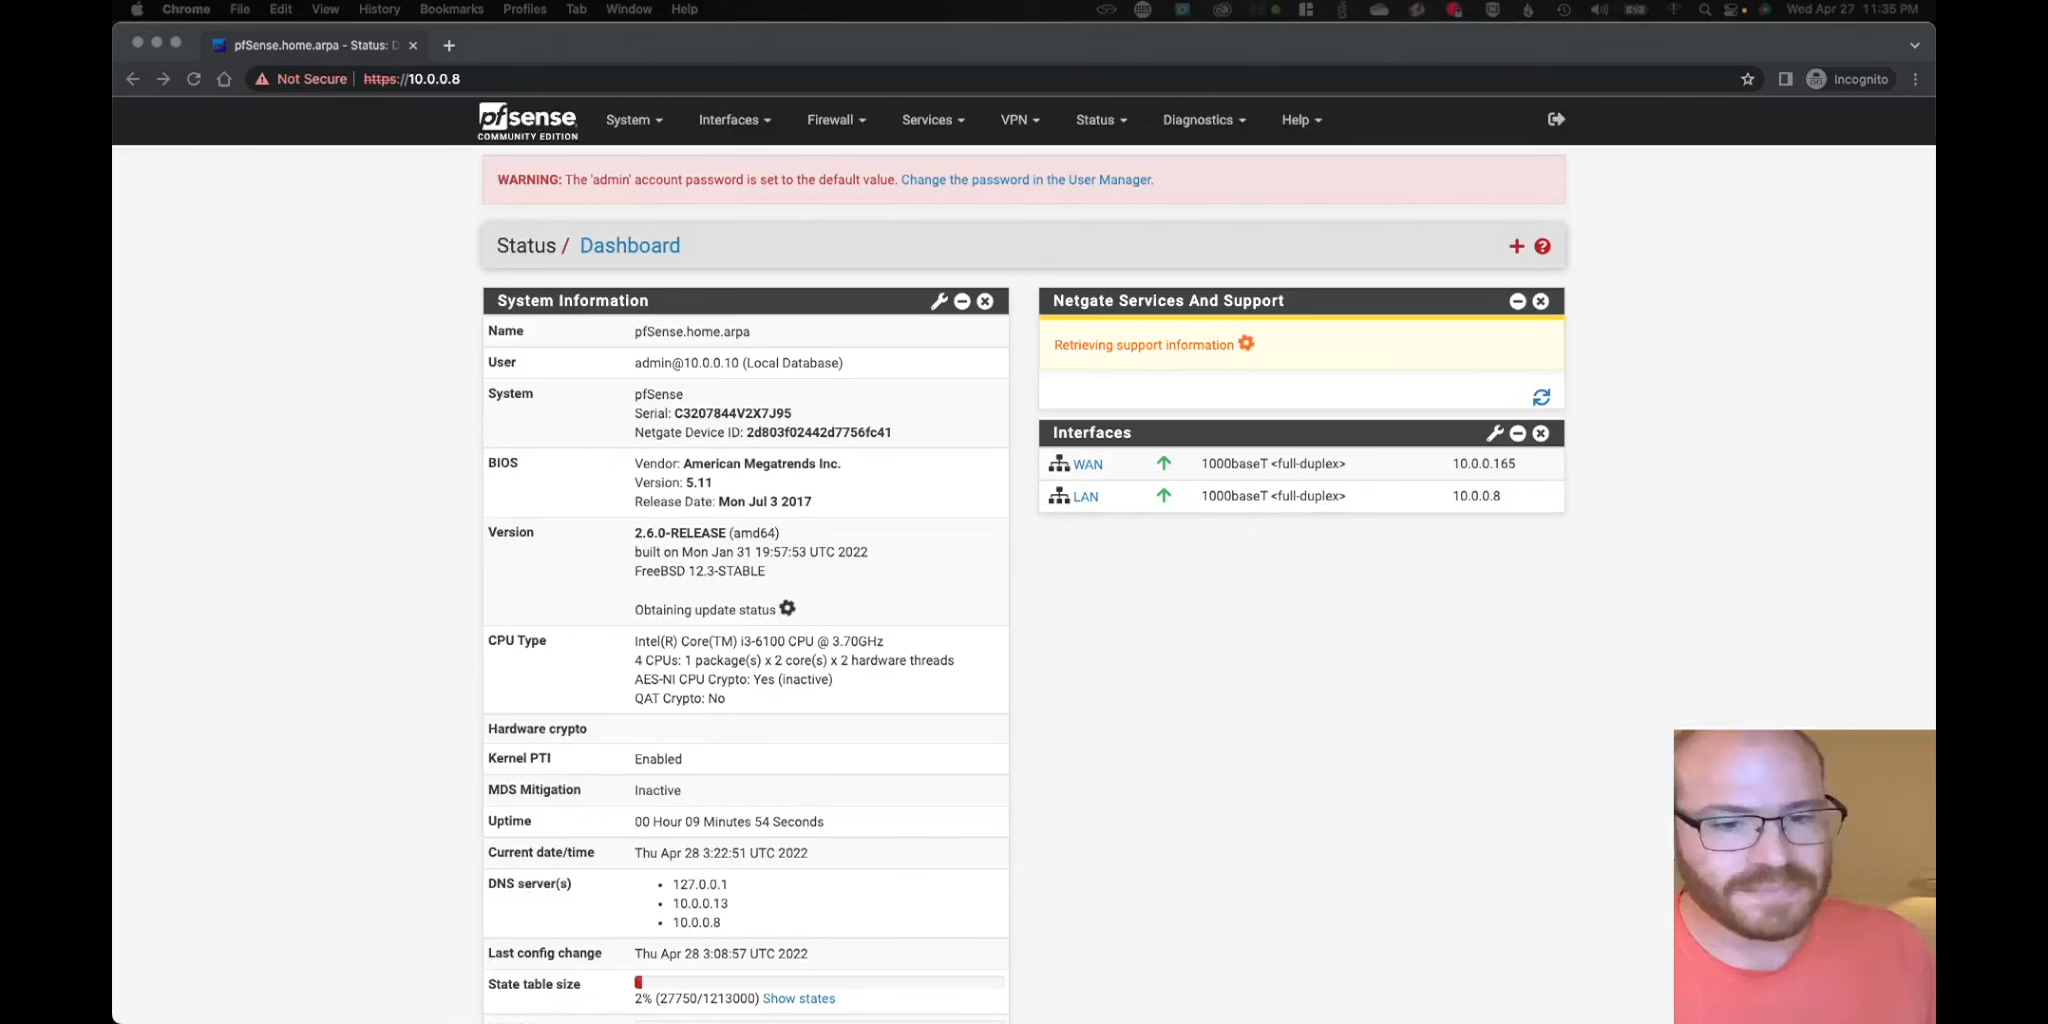 Chrome File Edit View History Bookmarks Profiles Tab Window Help Wed Apr 27 11:35 PM
pfSense.home.arpa - Status: D
Not Secure https://10.0.0.8 Incognito
pfsense System Interfaces Firewall Services VPN Status Diagnostics Help
COMMUNITY EDITION
WARNING: The 'admin' account password is set to the default value. Change the password in the User Manager.
Status / Dashboard
System Information
Name pfSense.home.arpa
User admin@10.0.0.10 (Local Database)
System pfSense
Serial: C3207844V2X7J95
Netgate Device ID: 2d803f02442d7756fc41
BIOS Vendor: American Megatrends Inc.
Version: 5.11
Release Date: Mon Jul 3 2017
Version 2.6.0-RELEASE (amd64)
built on Mon Jan 31 19:57:53 UTC 2022
FreeBSD 12.3-STABLE
Obtaining update status
CPU Type Intel(R) Core(TM) i3-6100 CPU @ 3.70GHz
4 CPUs: 1 package(s) x 2 core(s) x 2 hardware threads
AES-NI CPU Crypto: Yes (inactive)
QAT Crypto: No
Hardware crypto
Kernel PTI Enabled
MDS Mitigation Inactive
Uptime 00 Hour 09 Minutes 54 Seconds
Current date/time Thu Apr 28 3:22:51 UTC 2022
DNS server(s) • 127.0.0.1
• 10.0.0.13
• 10.0.0.8
Last config change Thu Apr 28 3:08:57 UTC 2022
State table size
2% (27750/1213000) Show states
Netgate Services And Support
Retrieving support information
Interfaces
WAN 1000baseT <full-duplex> 10.0.0.165
LAN 1000baseT <full-duplex> 10.0.0.8